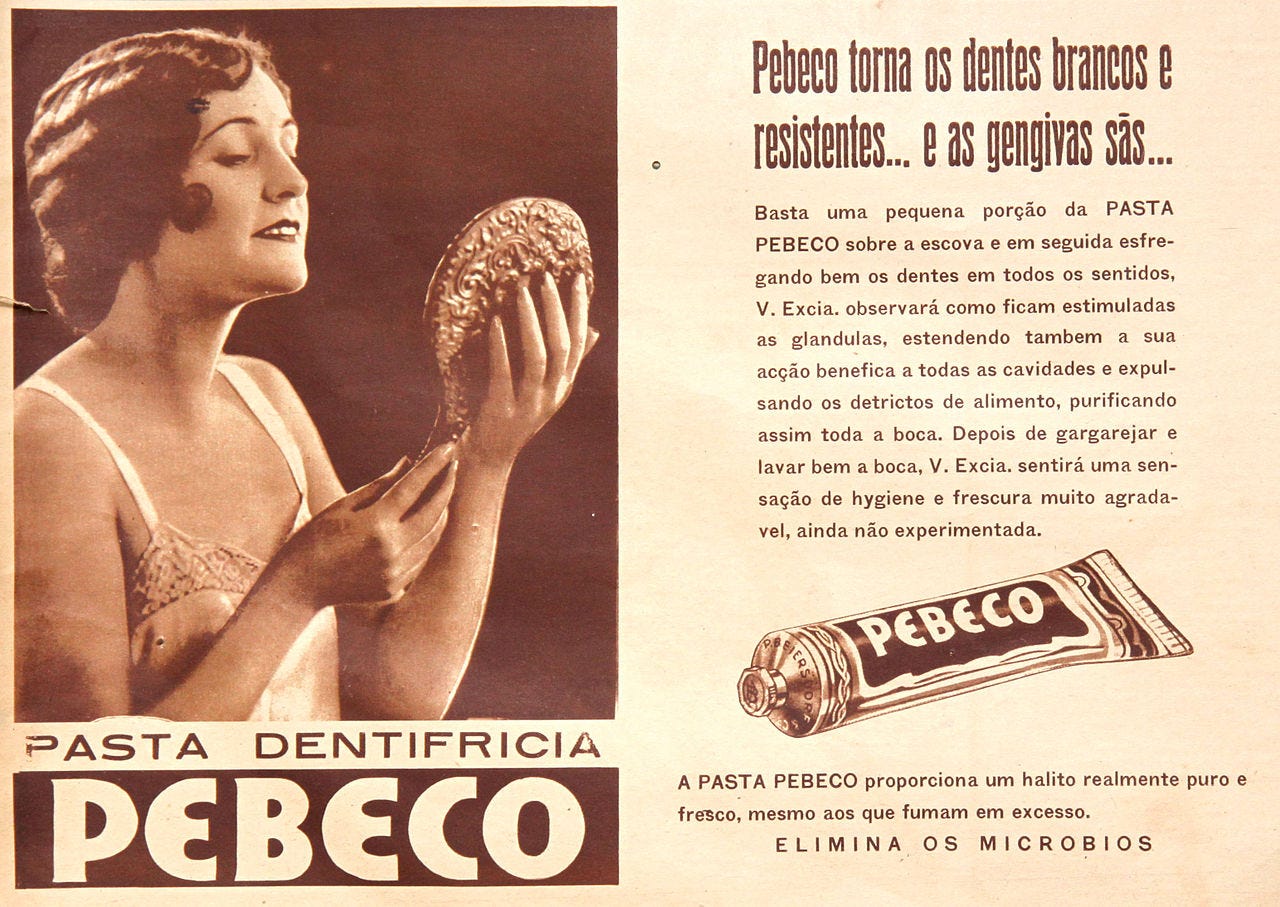 Pebeco torna os dentes brancos e
resistentes... e as gengivas sãs...
Basta uma pequena porção da PASTA
PEBECO sobre a escova e em seguida esfre-
gando bem os dentes em todos os sentidos,
V. Excia. observará como ficam estimuladas
as glandulas, estendendo tambem a sua
acção benefica a todas as cavidades e expul-
sando os detrictos de alimento, purificando
assim toda a boca. Depois de gargarejar e
lavar bem a boca, V. Excia. sentirá uma sen-
sação de hygiene e frescura muito agrada-
vel, ainda não experimentada.
PEBECO
P. BEIERSDORF & CO
A PASTA PEBECO proporciona um halito realmente puro e
fresco, mesmo aos que fumam em excesso.
ELIMINA OS MICROBIOS
PASTA DENTIFRICIA
PEBECO